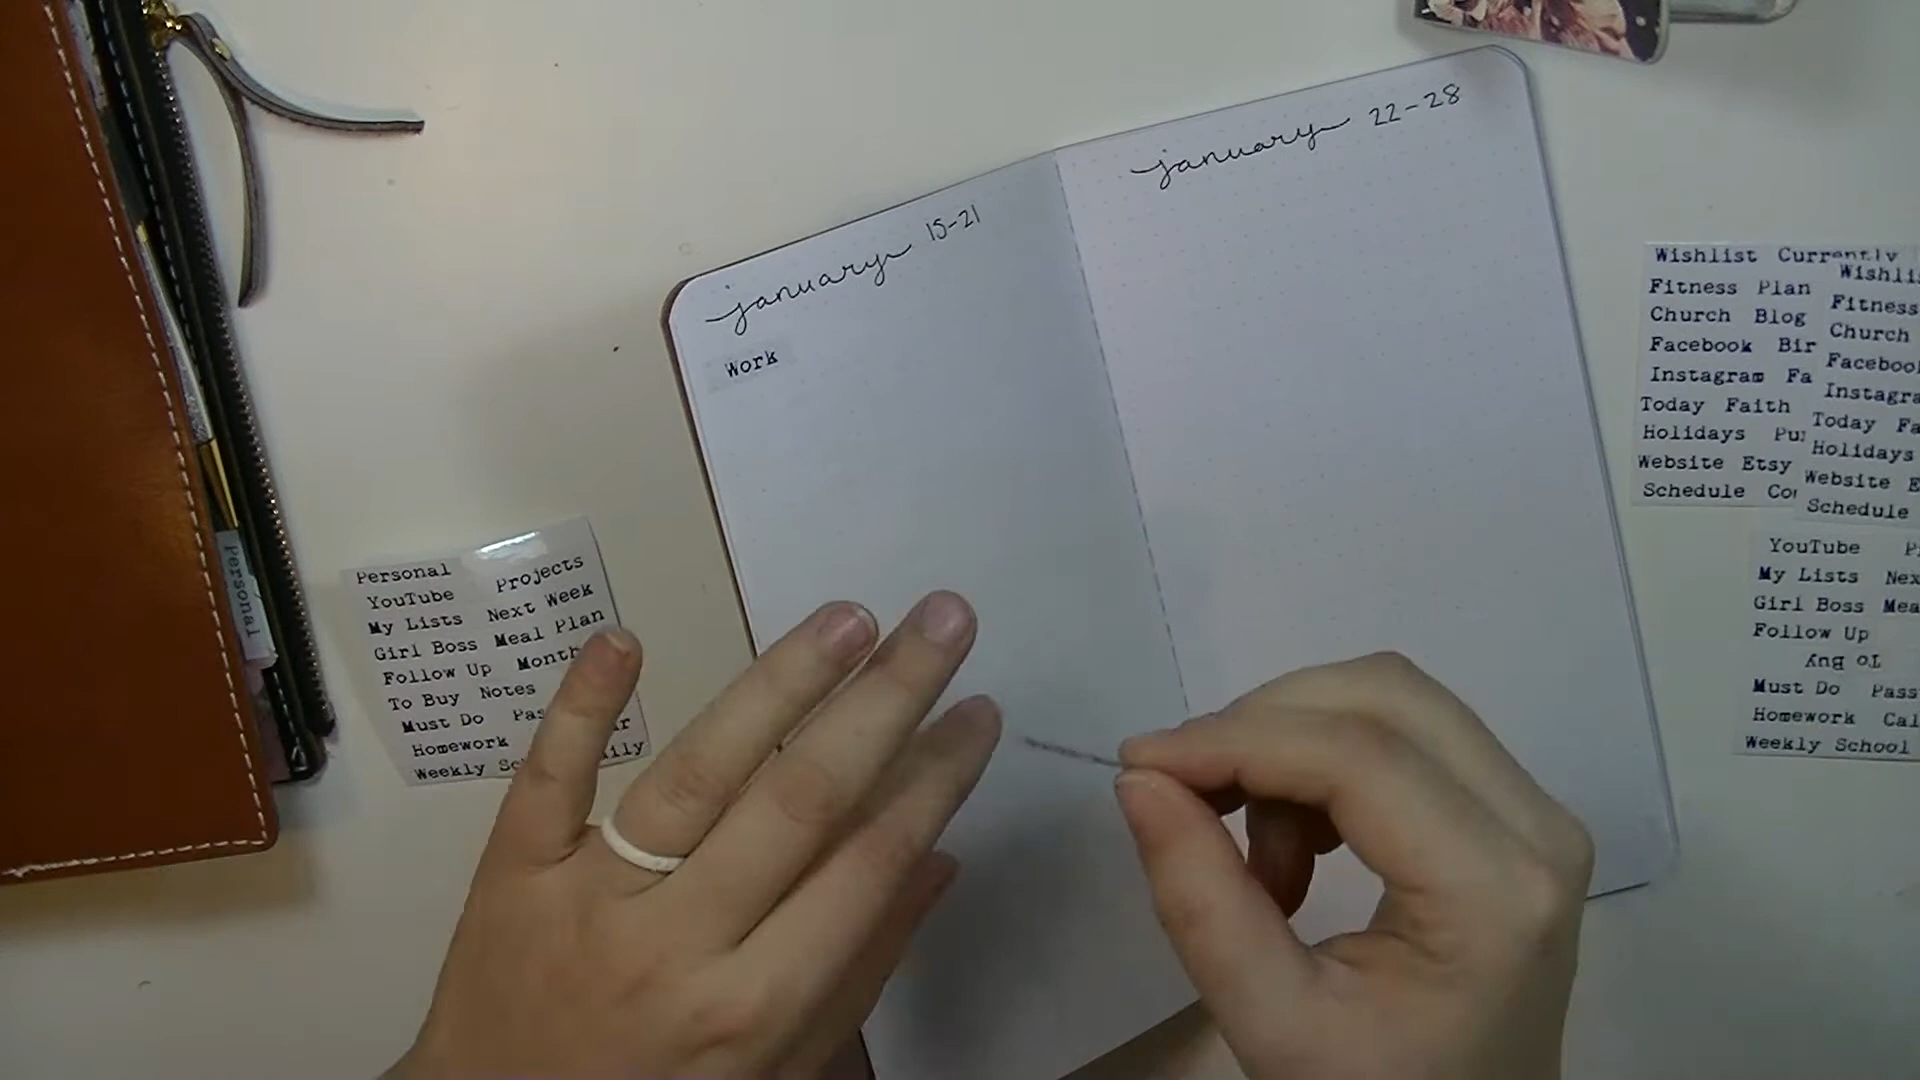 january 15-21
january 22-28
Work
Personal
Personal Projects
YouTube
My Lists Next Week
Girl Boss Meal Plan
Follow Up Month
To Buy Notes
Must Do
Homework
Weekly
Wishlist Currently
Fitness Plan
Church Blog
Facebook
Instagram
Today Faith
Holidays
Website Etsy
Schedule
Fitness
Church
Today
Holidays
Website
Schedule
YouTube
My Lists
Girl Boss
Follow Up
To Buy
Must Do
Homework
Weekly School